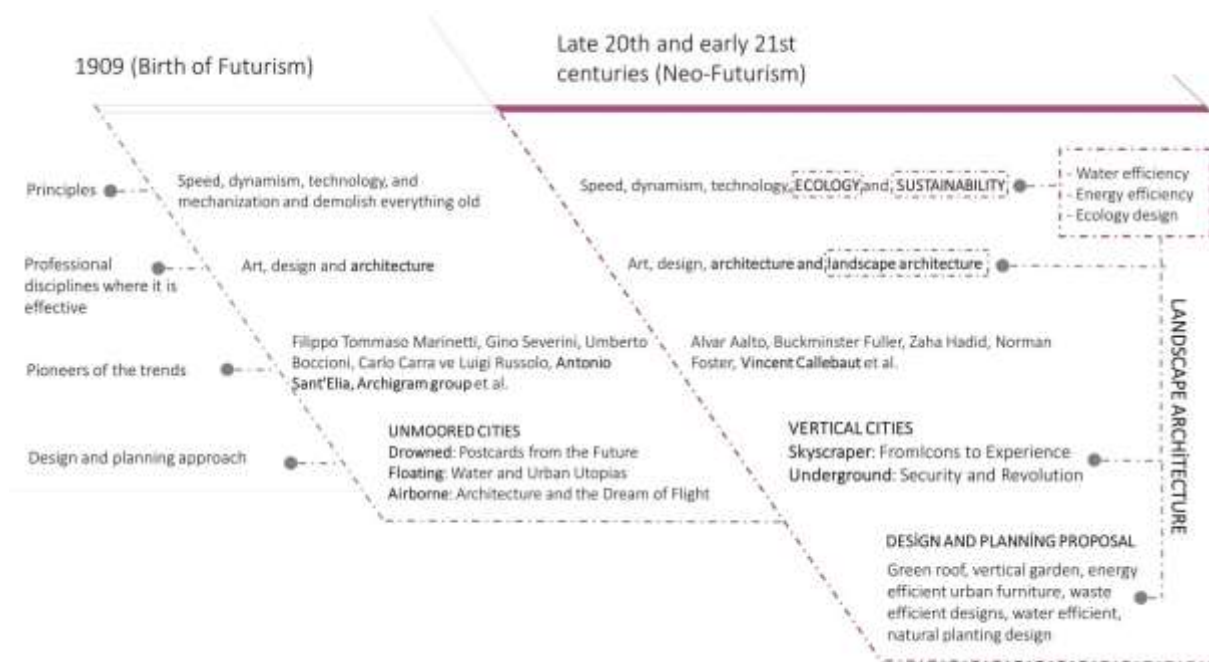 1909 (Birth of Futurism)
Late 20th and early 21st
centuries (Neo-Futurism)
Principles
Speed, dynamism, technology, and
mechanization and demolish everything old
Speed, dynamism, technology, ECOLOGY and, SUSTAINABILITY
- Water efficiency
- Energy efficiency
- Ecology design
Professional
disciplines where it is
effective
Art, design and architecture
Art, design, architecture and landscape architecture
Pioneers of the trends
Filippo Tommaso Marinetti, Gino Severini, Umberto
Boccioni, Carlo Carra ve Luigi Russolo, Antonio
Sant'Elia, Archigram group et al.
Alvar Aalto, Buckminster Fuller, Zaha Hadid, Norman
Foster, Vincent Callebaut et al.
Design and planning approach
UNMOORED CITIES
Drowned: Postcards from the Future
Floating: Water and Urban Utopias
Airborne: Architecture and the Dream of Flight
VERTICAL CITIES
Skyscraper: FromIcons to Experience
Underground: Security and Revolution
LANDSCAPE ARCHİTECTURE
DESİGN AND PLANNİNG PROPOSAL
Green roof, vertical garden, energy
efficient urban furniture, waste
efficient designs, water efficient,
natural planting design